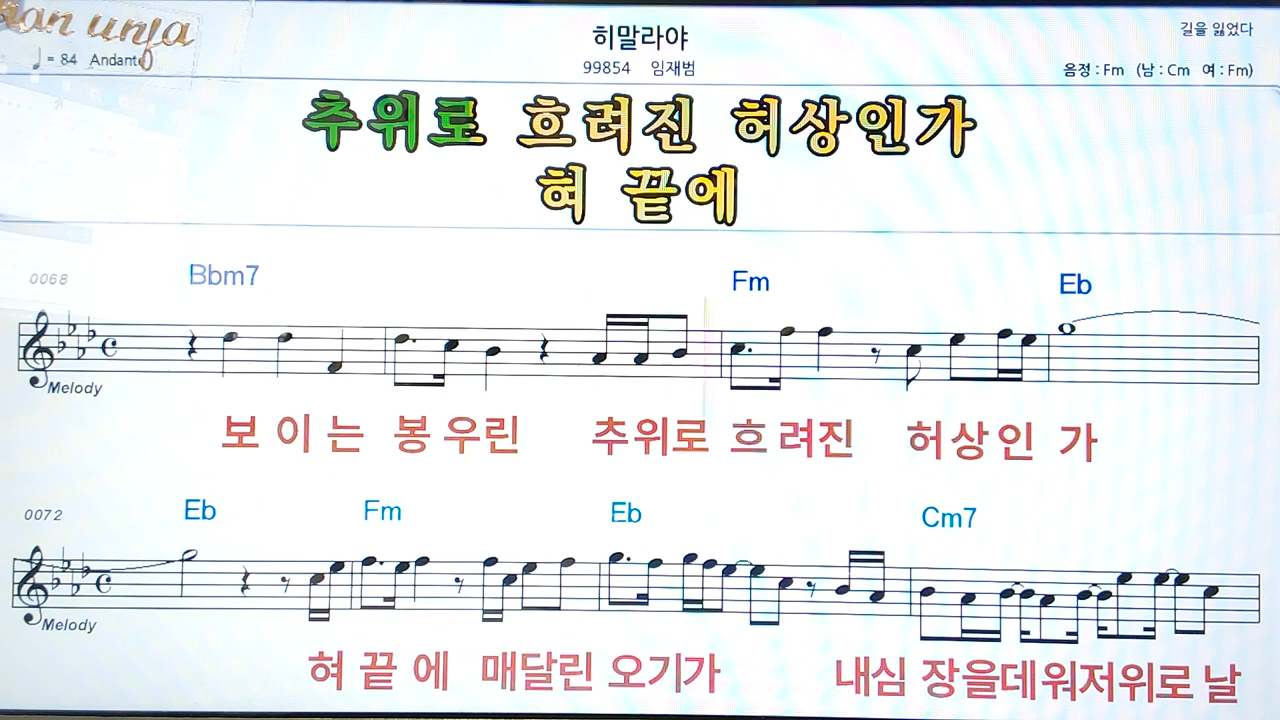 길을 잃었다
히말라야
♩ = 84 Andante
99854 임재범
음정 : Fm (남 : Cm 여 : Fm)
추위로 흐려진 허상인가
혀 끝에
0068 Bbm7 Fm Eb
Melody
보 이 는 봉 우 린 추위로 흐 려진 허 상 인 가
0072 Eb Fm Eb Cm7
Melody
혀 끝 에 매달린 오기가 내심 장을데워저위로 날